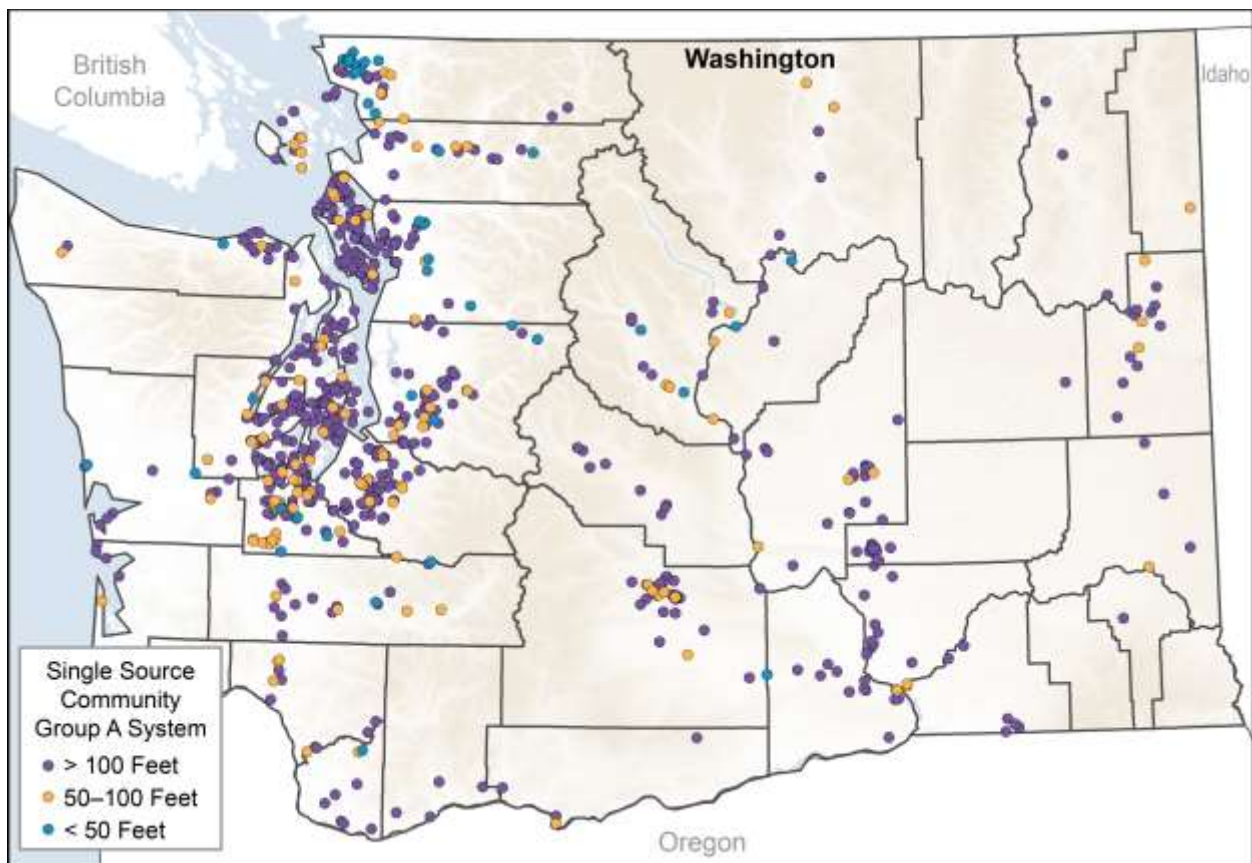 British
Columbia
Washington
Idaho
Single Source
Community
Group A System
> 100 Feet
50–100 Feet
< 50 Feet
Oregon